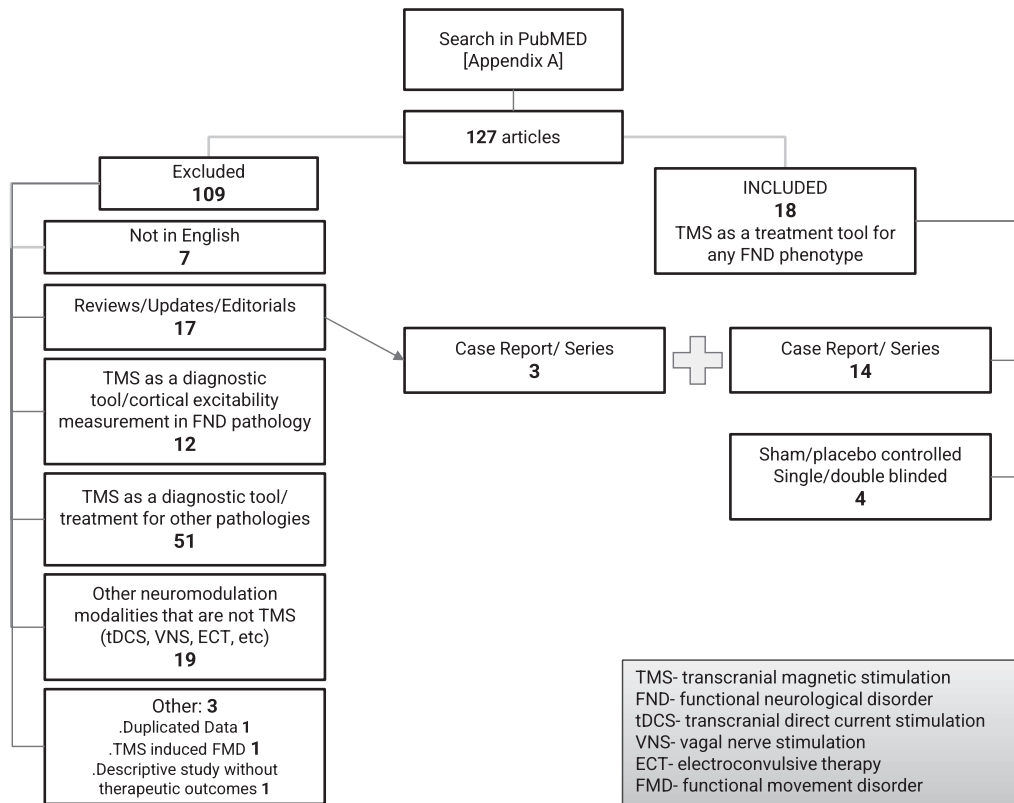 Search in PubMED
[Appendix A]
127 articles
Excluded
109
INCLUDED
18
TMS as a treatment tool for
any FND phenotype
Not in English
7
Reviews/Updates/Editorials
17
Case Report/ Series
3
Case Report/ Series
14
TMS as a diagnostic
tool/cortical excitability
measurement in FND pathology
12
Sham/placebo controlled
Single/double blinded
4
TMS as a diagnostic tool/
treatment for other pathologies
51
Other neuromodulation
modalities that are not TMS
(tDCS, VNS, ECT, etc)
19
Other: 3
.Duplicated Data 1
.TMS induced FMD 1
.Descriptive study without
therapeutic outcomes 1
TMS- transcranial magnetic stimulation
FND- functional neurological disorder
tDCS- transcranial direct current stimulation
VNS- vagal nerve stimulation
ECT- electroconvulsive therapy
FMD- functional movement disorder